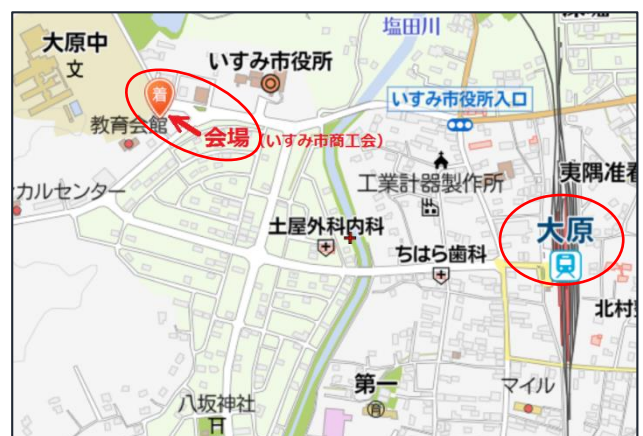 塩田川
大原中
文
いすみ市役所
着
いすみ市役所入口
教育会館
会場(いすみ市商工会)
工業計器製作所
夷隅准看
カルセンター
大原
土屋外科内科
ちはら歯科
北村
第一
マイル
八坂神社